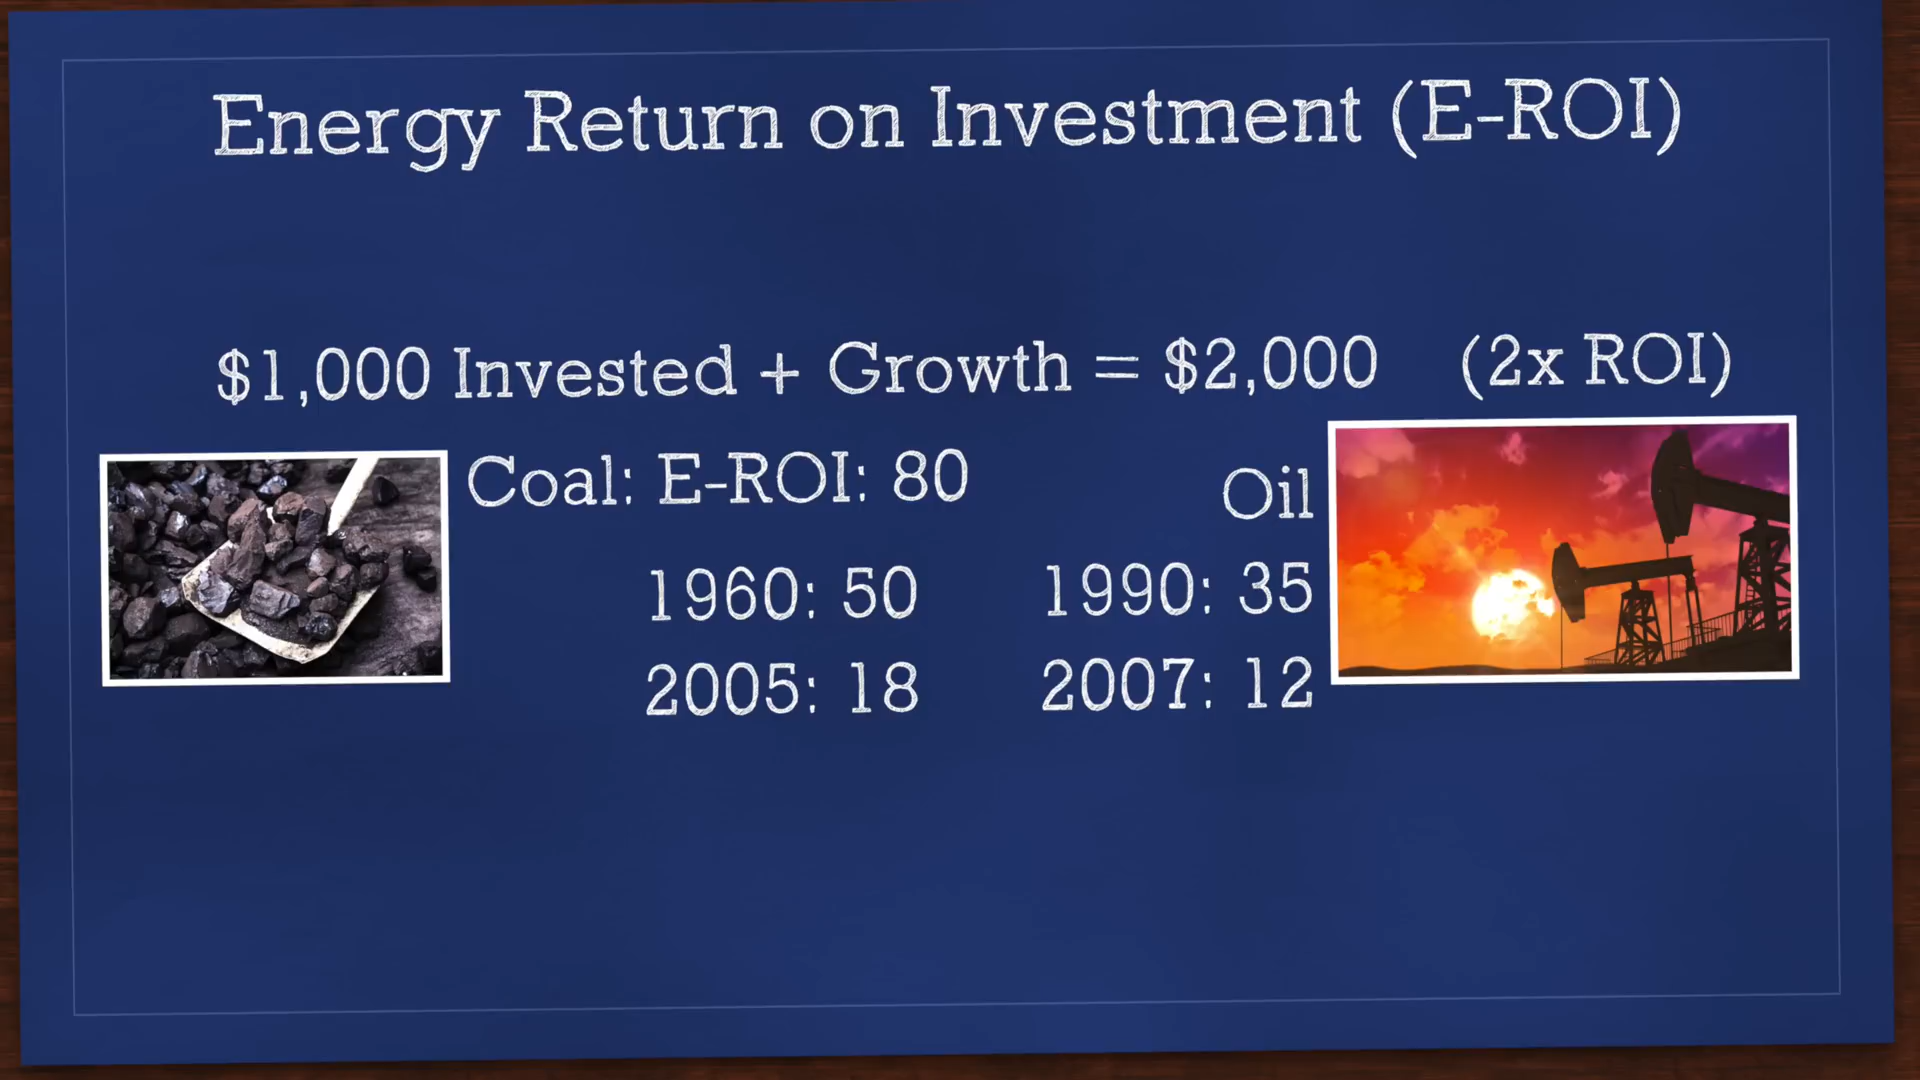 Energy Return on Investment (E-ROI)
$1,000 Invested + Growth = $2,000 (2x ROI)
Coal: E-ROI: 80
1960: 50
2005: 18
Oil
1990: 35
2007: 12